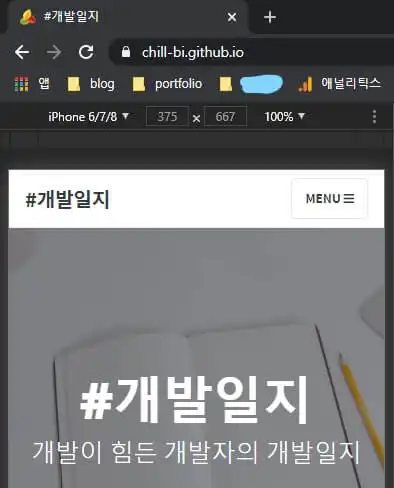 #개발일지
chill-bi.github.io
앱 blog portfolio 애널리틱스
iPhone 6/7/8 ▼ 375 × 667 100% ▼
#개발일지 MENU
#개발일지
개발이 힘든 개발자의 개발일지